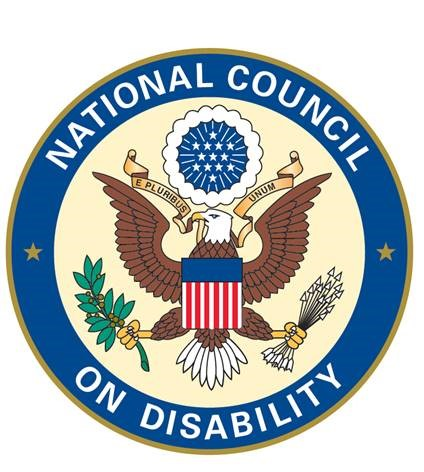 NATIONAL COUNCIL
E PLURIBUS UNUM
ON DISABILITY